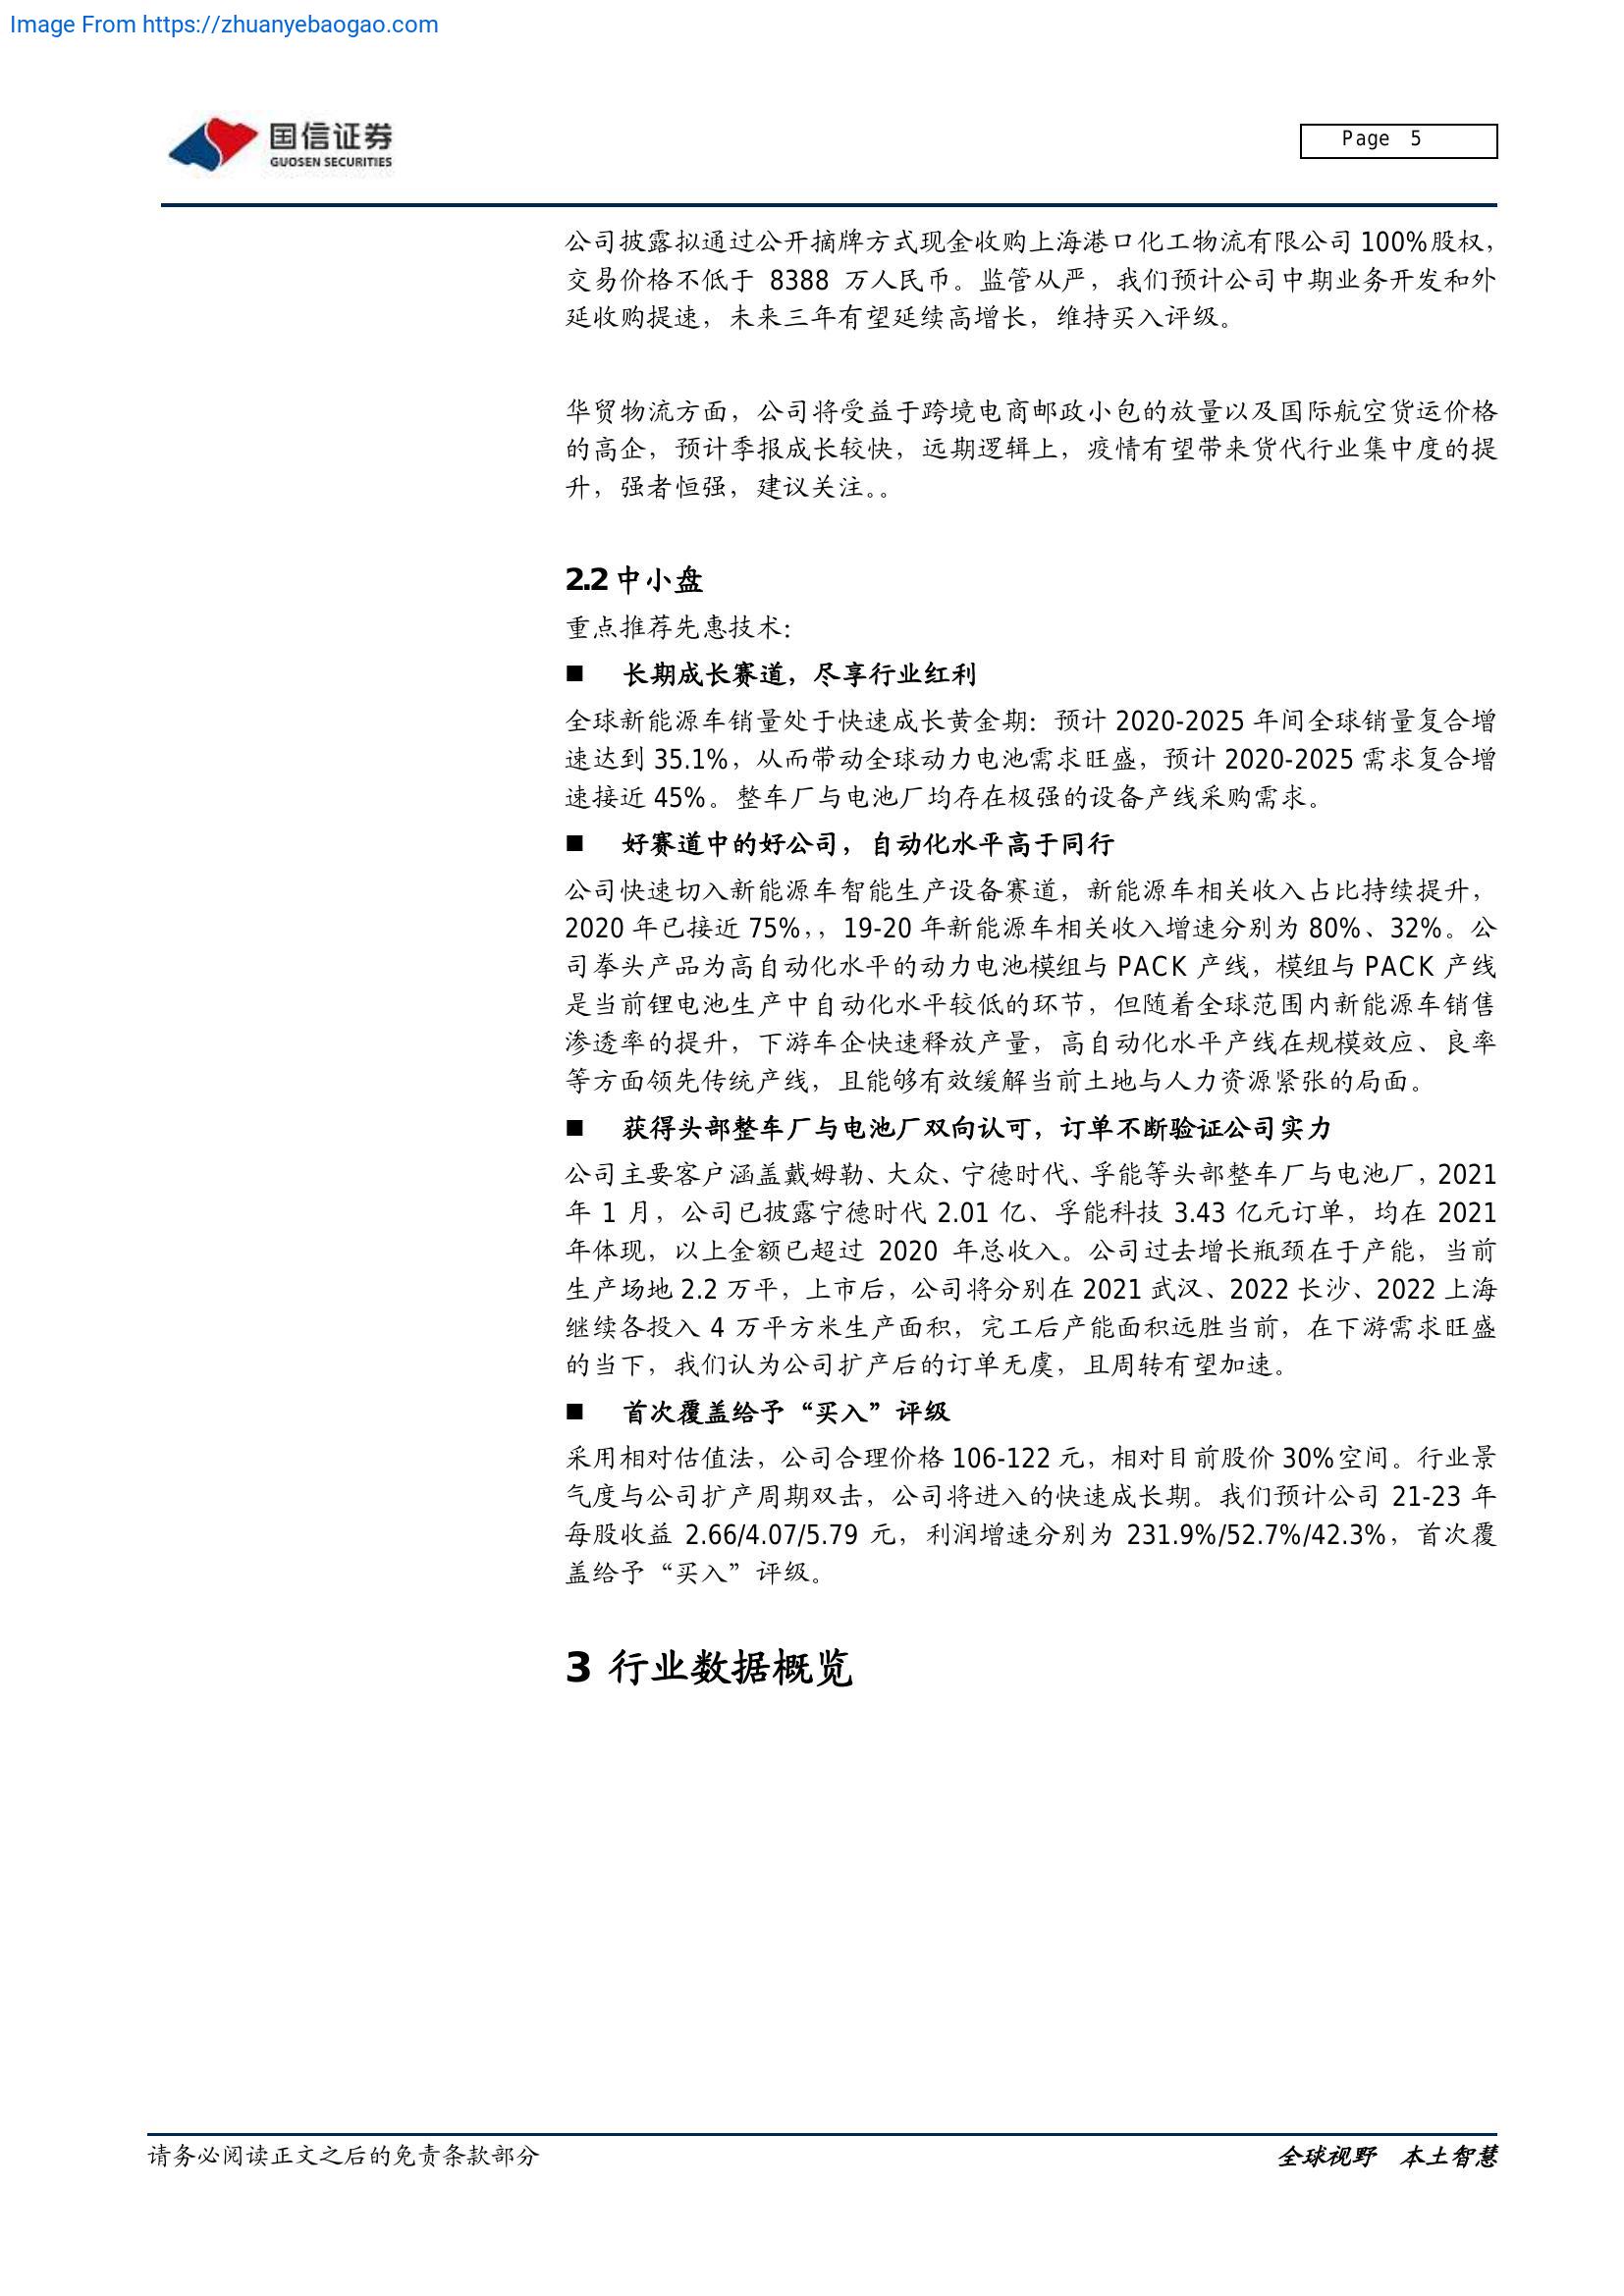 Image From https://zhuanyebaogao.com
国信证券
GUOSEN SECURITIES
Page 5
公司披露拟通过公开摘牌方式现金收购上海港口化工物流有限公司 100%股权，
交易价格不低于 8388 万人民币。监管从严，我们预计公司中期业务开发和外
延收购提速，未来三年有望延续高增长，维持买入评级。
华贸物流方面，公司将受益于跨境电商邮政小包的放量以及国际航空货运价格
的高企，预计季报成长较快，远期逻辑上，疫情有望带来货代行业集中度的提
升，强者恒强，建议关注。。
2.2 中小盘
重点推荐先惠技术：
■ 长期成长赛道，尽享行业红利
全球新能源车销量处于快速成长黄金期：预计 2020-2025 年间全球销量复合增
速达到 35.1%，从而带动全球动力电池需求旺盛，预计 2020-2025 需求复合增
速接近 45%。整车厂与电池厂均存在极强的设备产线采购需求。
■ 好赛道中的好公司，自动化水平高于同行
公司快速切入新能源车智能生产设备赛道，新能源车相关收入占比持续提升，
2020 年已接近 75%，，19-20 年新能源车相关收入增速分别为 80%、32%。公
司拳头产品为高自动化水平的动力电池模组与 PACK 产线，模组与 PACK 产线
是当前锂电池生产中自动化水平较低的环节，但随着全球范围内新能源车销售
渗透率的提升，下游车企快速释放产量，高自动化水平产线在规模效应、良率
等方面领先传统产线，且能够有效缓解当前土地与人力资源紧张的局面。
■ 获得头部整车厂与电池厂双向认可，订单不断验证公司实力
公司主要客户涵盖戴姆勒、大众、宁德时代、孚能等头部整车厂与电池厂，2021
年 1 月，公司已披露宁德时代 2.01 亿、孚能科技 3.43 亿元订单，均在 2021
年体现，以上金额已超过 2020 年总收入。公司过去增长瓶颈在于产能，当前
生产场地 2.2 万平，上市后，公司将分别在 2021 武汉、2022 长沙、2022 上海
继续各投入 4 万平方米生产面积，完工后产能面积远胜当前，在下游需求旺盛
的当下，我们认为公司扩产后的订单无虞，且周转有望加速。
■ 首次覆盖给予“买入”评级
采用相对估值法，公司合理价格 106-122 元，相对目前股价 30%空间。行业景
气度与公司扩产周期双击，公司将进入的快速成长期。我们预计公司 21-23 年
每股收益 2.66/4.07/5.79 元，利润增速分别为 231.9%/52.7%/42.3%，首次覆
盖给予“买入”评级。
3 行业数据概览
请务必阅读正文之后的免责条款部分
全球视野 本土智慧